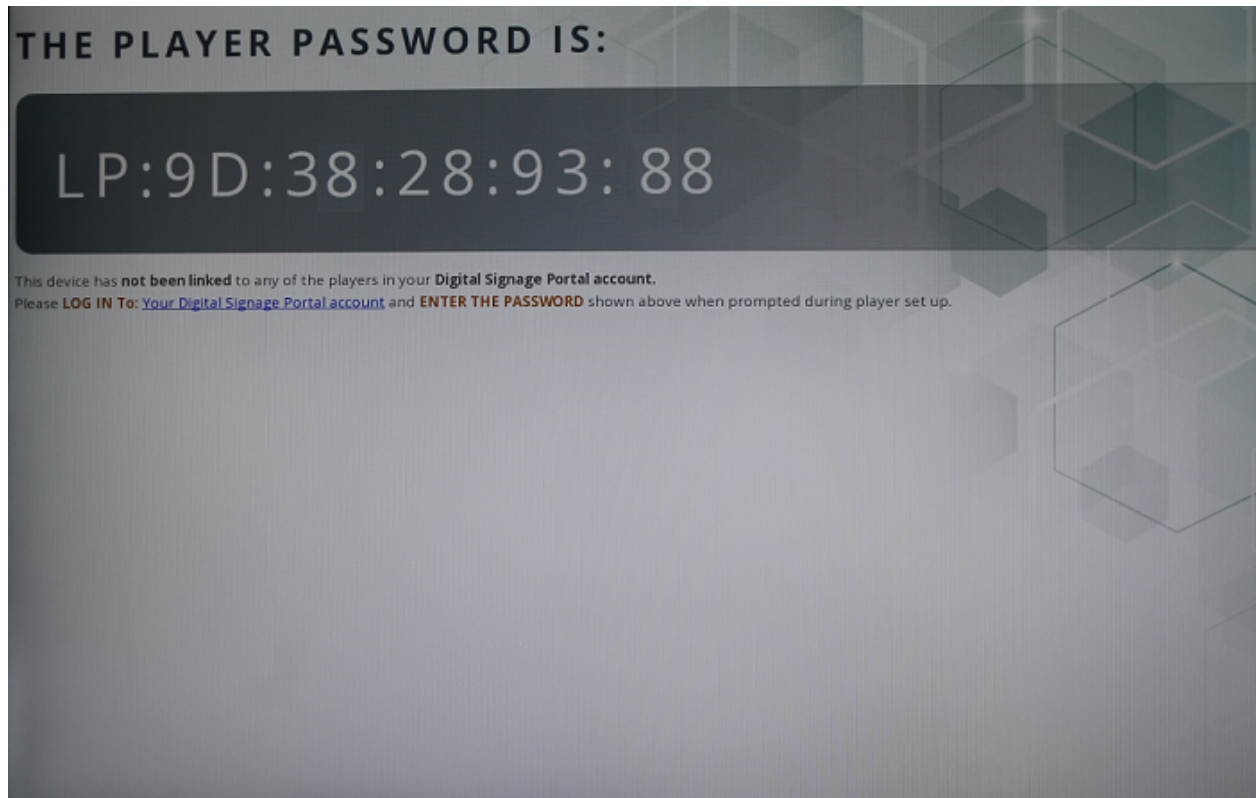 THE PLAYER PASSWORD IS:
LP:9D:38:28:93: 88
This device has not been linked to any of the players in your Digital Signage Portal account.
Please LOG IN To: Your Digital Signage Portal account and ENTER THE PASSWORD shown above when prompted during player set up.